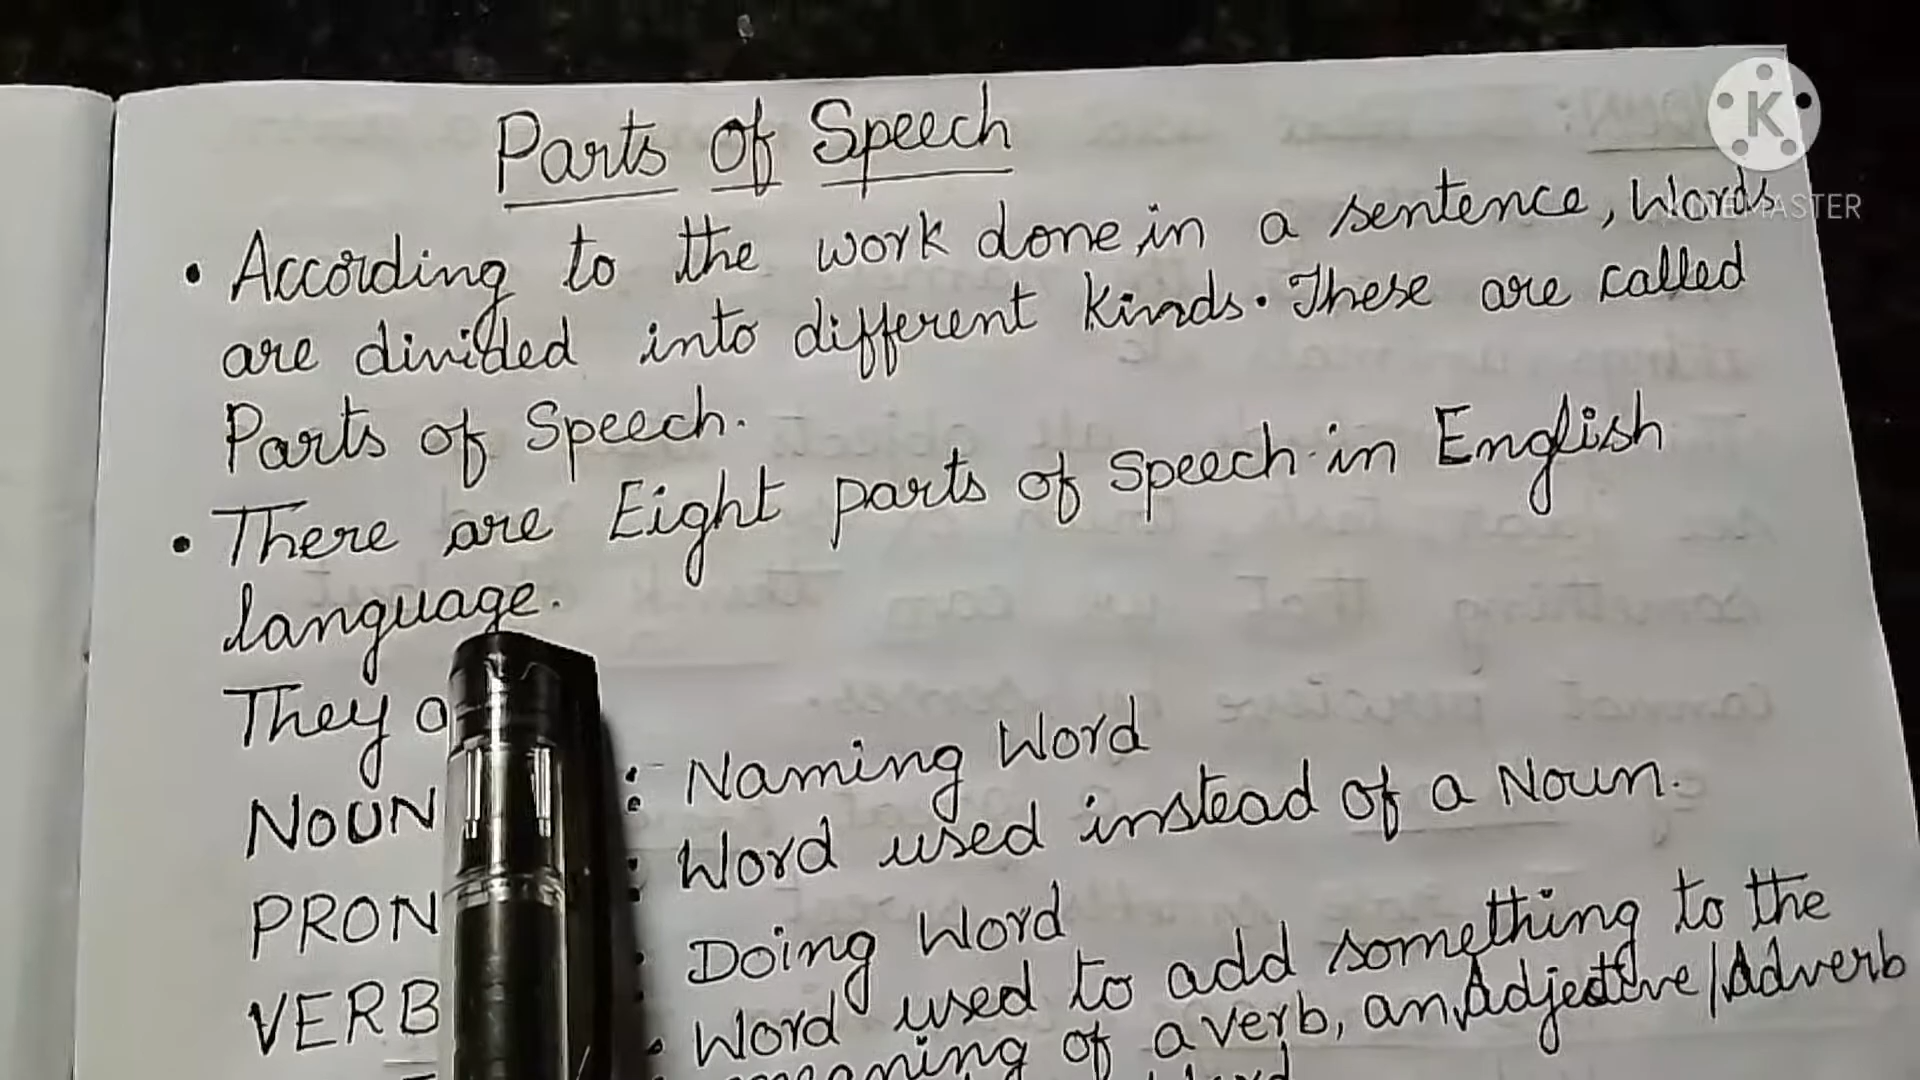 Parts of Speech
• According to the work done in a sentence, Words
are divided into different Kinds. These are called
Parts of Speech.
• There are Eight parts of speech in English
language.
They a
NOUN : Naming Word
PRON : Word used instead of a Noun.
VERB : Doing Word
: Word used to add something to the
meaning of a verb, an Adjective/Adverb
K
KINEMASTER